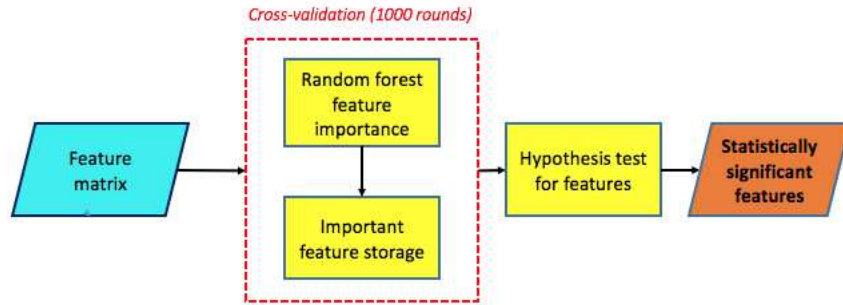 Cross-validation (1000 rounds)
Random forest
feature
importance
Feature
matrix
Important
feature storage
Hypothesis test
for features
Statistically
significant
features